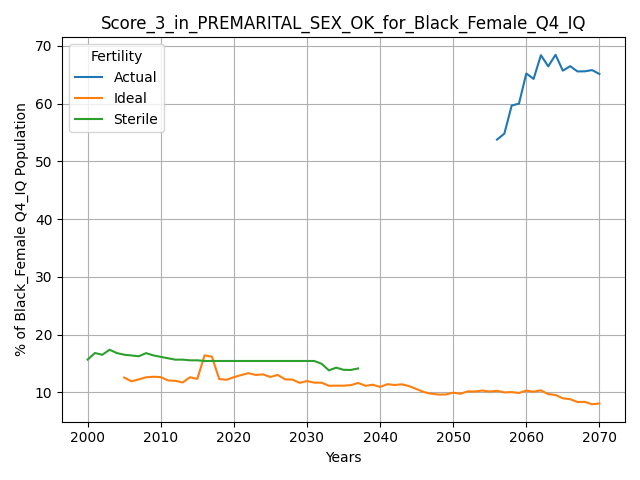 Score_3_in_PREMARITAL_SEX_OK_for_Black_Female_Q4_IQ
Fertility
Actual
Ideal
Sterile
% of Black_Female Q4_IQ Population
70
60
50
40
30
20
10
2000 2010 2020 2030 2040 2050 2060 2070
Years